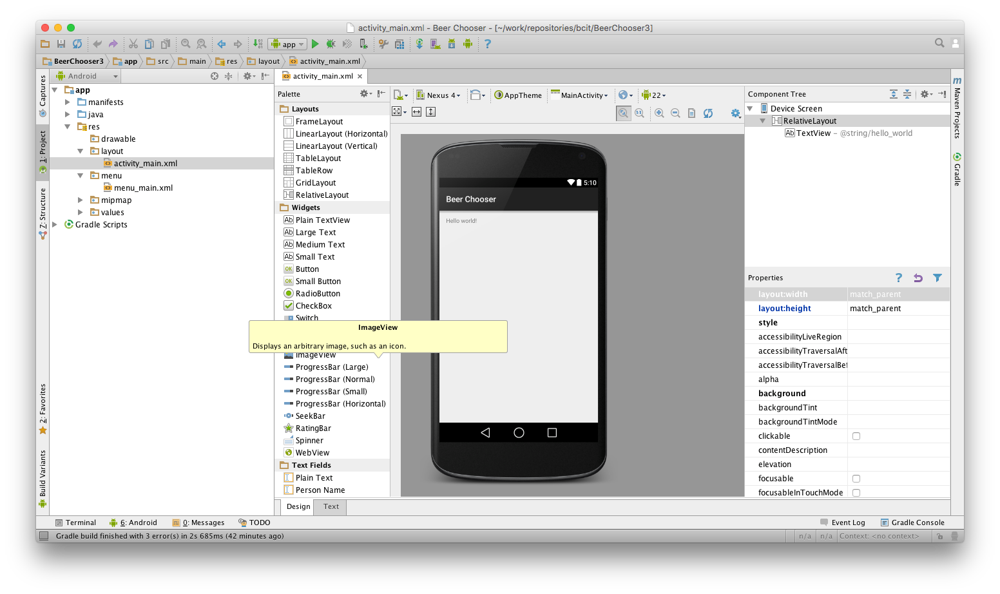 activity_main.xml - Beer Chooser - [~/work/repositories/bcit/BeerChooser3]
app
BeerChooser3 app src main res layout activity_main.xml
Captures
1: Project
Z: Structure
2: Favorites
Build Variants
Android
app
manifests
java
res
drawable
layout
activity_main.xml
menu
menu_main.xml
mipmap
values
Gradle Scripts
activity_main.xml
Palette
Layouts
FrameLayout
LinearLayout (Horizontal)
LinearLayout (Vertical)
TableLayout
TableRow
GridLayout
RelativeLayout
Widgets
Plain TextView
Large Text
Medium Text
Small Text
Button
Small Button
RadioButton
CheckBox
Switch
ImageView
Displays an arbitrary image, such as an icon.
ImageView
ProgressBar (Large)
ProgressBar (Normal)
ProgressBar (Small)
ProgressBar (Horizontal)
SeekBar
RatingBar
Spinner
WebView
Text Fields
Plain Text
Person Name
Nexus 4 AppTheme MainActivity 22
5:10
Beer Chooser
Hello world!
Design Text
Component Tree
Device Screen
RelativeLayout
Ab TextView – @string/hello_world
Properties
layout:width match_parent
layout:height match_parent
style
accessibilityLiveRegion
accessibilityTraversalAft
accessibilityTraversalBef
alpha
background
backgroundTint
backgroundTintMode
clickable
contentDescription
elevation
focusable
focusableInTouchMode
Maven Projects
Gradle
Terminal 6: Android 0: Messages TODO Event Log Gradle Console
Gradle build finished with 3 error(s) in 2s 685ms (42 minutes ago) n/a n/a Context: <no context>